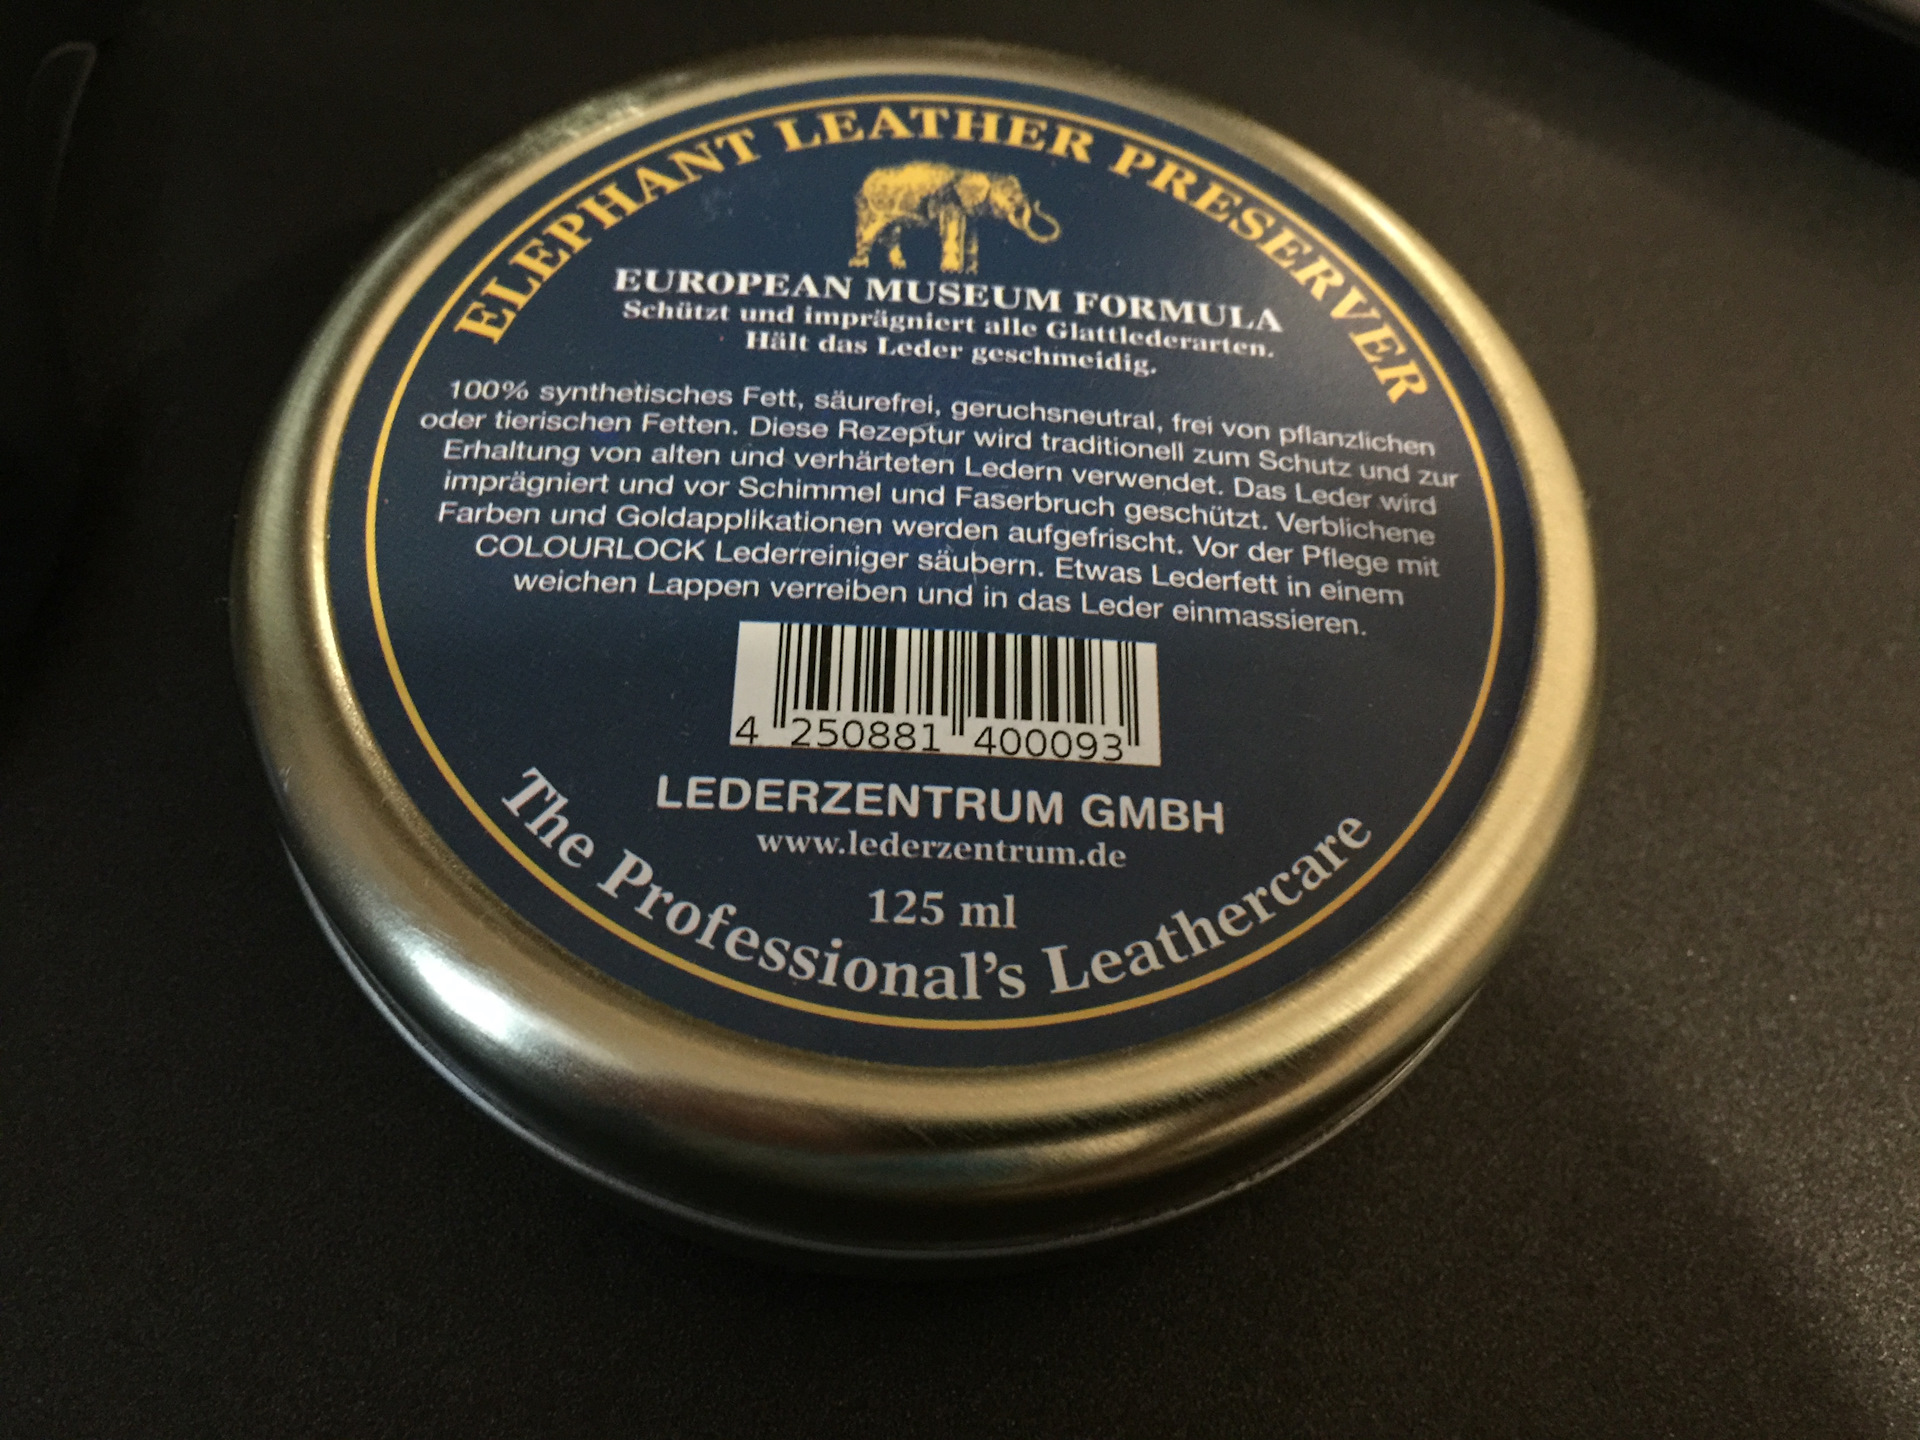 ELEPHANT LEATHER PRESERVER
EUROPEAN MUSEUM FORMULA
Schützt und imprägniert alle Glattlederarten.
Hält das Leder geschmeidig.
100% synthetisches Fett, säurefrei, geruchsneutral, frei von pflanzlichen
oder tierischen Fetten. Diese Rezeptur wird traditionell zum Schutz und zur
Erhaltung von alten und verhärteten Ledern verwendet. Das Leder wird
imprägniert und vor Schimmel und Faserbruch geschützt. Verblichene
Farben und Goldapplikationen werden aufgefrischt. Vor der Pflege mit
COLOURLOCK Lederreiniger säubern. Etwas Lederfett in einem
weichen Lappen verreiben und in das Leder einmassieren.
4 250881 400093
LEDERZENTRUM GMBH
www.lederzentrum.de
125 ml
The Professional's Leathercare